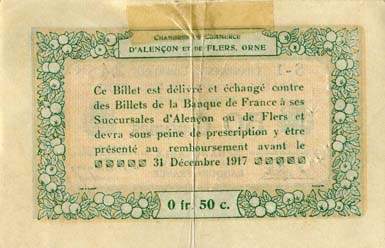 CHAMBRES DE COMMERCE
D'ALENÇON ET DE FLERS, ORNE
Ce Billet est délivré et échangé contre
des Billets de la Banque de France à ses
Succursales d'Alençon ou de Flers et
devra sous peine de prescription y être
présenté au remboursement avant le
31 Décembre 1917
0 fr. 50 c.